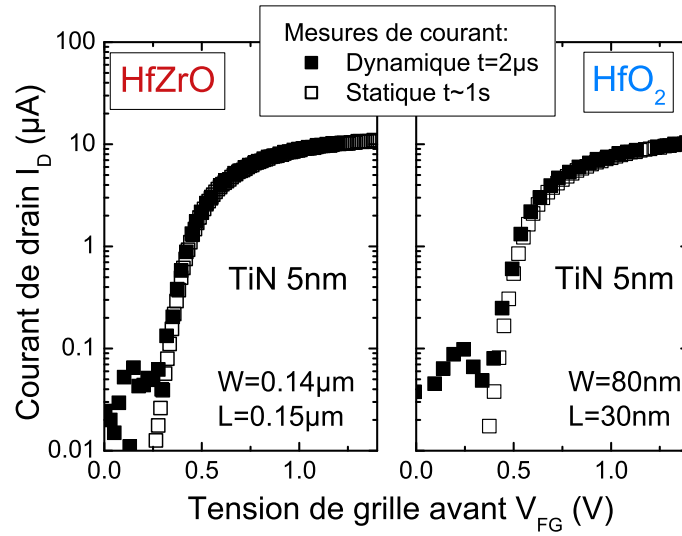 Mesures de courant:
Dynamique t=2µs
Statique t~1s
HfZrO
HfO₂
Courant de drain I_D (µA)
100
10
1
0.1
0.01
TiN 5nm
W=0.14µm
L=0.15µm
TiN 5nm
W=80nm
L=30nm
0.0 0.5 1.0 0.0 0.5 1.0
Tension de grille avant V_FG (V)